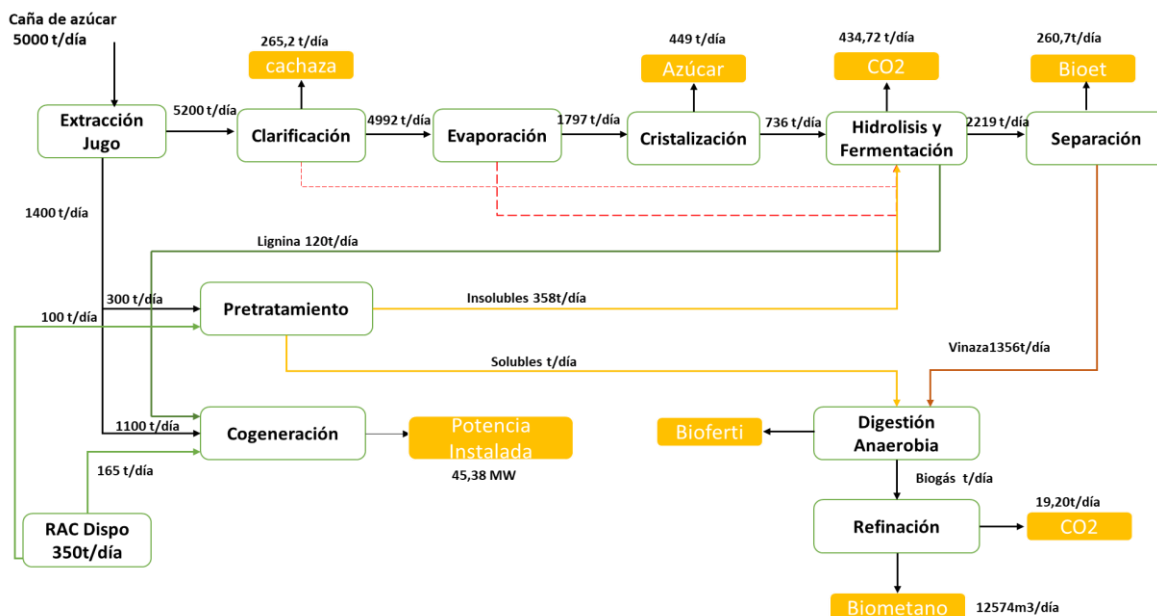 Caña de azúcar
5000 t/día
265,2 t/día
cachaza
449 t/día
Azúcar
434,72 t/día
CO2
260,7t/día
Bioet
Extracción
Jugo
5200 t/día
Clarificación
4992 t/día
Evaporación
1797 t/día
Cristalización
736 t/día
Hidrolisis y
Fermentación
2219 t/día
Separación
1400 t/día
Lignina 120t/día
300 t/día
100 t/día
Pretratamiento
Insolubles 358t/día
Solubles t/día
Vinaza1356t/día
1100 t/día
Cogeneración
Potencia
Instalada
45,38 MW
Bioferti
Digestión
Anaerobia
165 t/día
Biogás t/día
RAC Dispo
350t/día
Refinación
19,20t/día
CO2
Biometano
12574m3/día